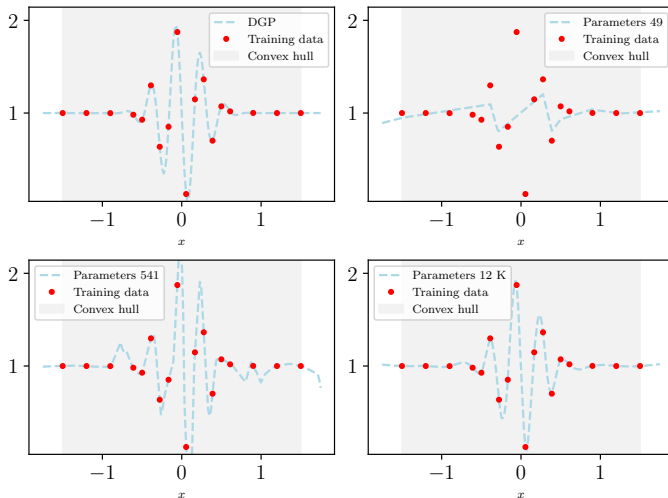 DGP
Training data
Convex hull
1
−1
0
1
x
Parameters 49
Training data
Convex hull
1
−1
0
1
x
Parameters 541
Training data
Convex hull
2
1
−1
0
1
x
Parameters 12 K
Training data
Convex hull
2
1
−1
0
1
x